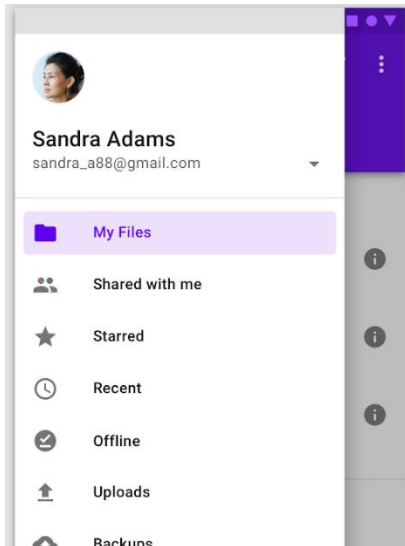 Sandra Adams
sandra_a88@gmail.com
My Files
Shared with me
Starred
Recent
Offline
Uploads
Backups